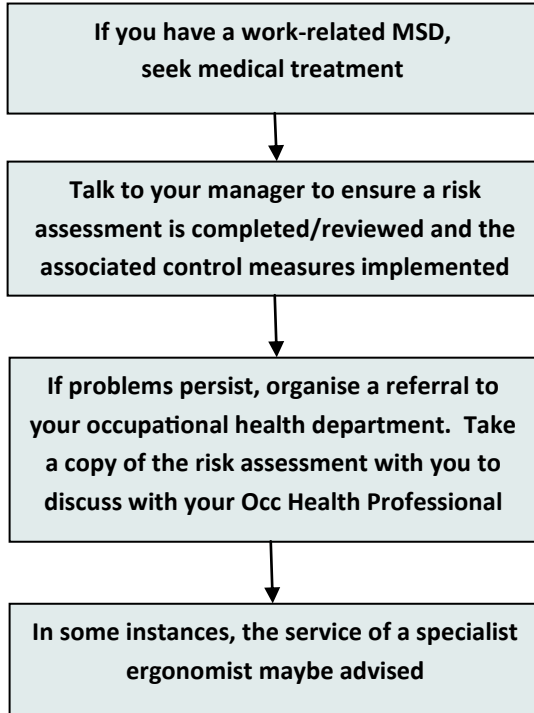 If you have a work-related MSD,
seek medical treatment
Talk to your manager to ensure a risk
assessment is completed/reviewed and the
associated control measures implemented
If problems persist, organise a referral to
your occupational health department.  Take
a copy of the risk assessment with you to
discuss with your Occ Health Professional
In some instances, the service of a specialist
ergonomist maybe advised